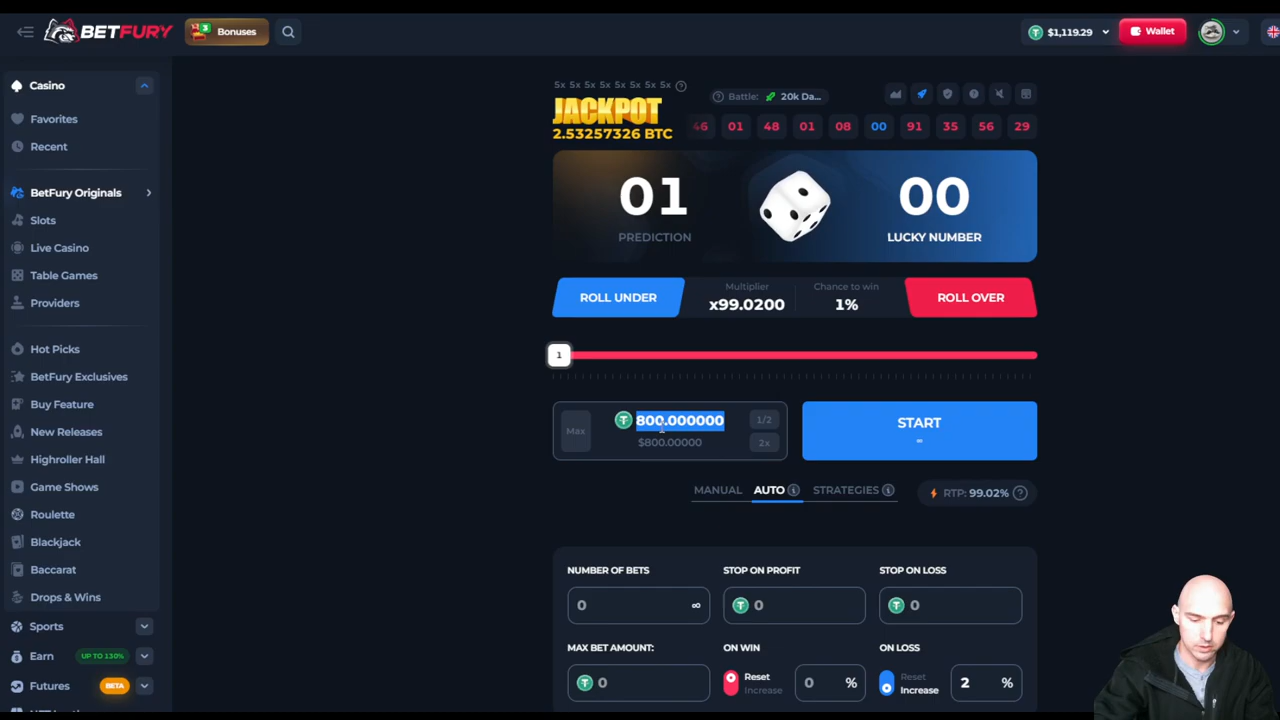 BETFURY
3
Bonuses
$1,119.29
Wallet
Casino
Favorites
Recent
BetFury Originals
Slots
Live Casino
Table Games
Providers
Hot Picks
BetFury Exclusives
Buy Feature
New Releases
Highroller Hall
Game Shows
Roulette
Blackjack
Baccarat
Drops & Wins
Sports
Earn
UP TO 130%
Futures
BETA
5x 5x 5x 5x 5x 5x 5x 5x
JACKPOT
2.53257326 BTC
Battle: 20k Da...
46 01 48 01 08 00 91 35 56 29
01
PREDICTION
00
LUCKY NUMBER
ROLL UNDER
Multiplier
x99.0200
Chance to win
1%
ROLL OVER
1
Max
800.000000
$800.00000
1/2
2x
START
∞
MANUAL
AUTO
STRATEGIES
RTP: 99.02%
NUMBER OF BETS
0 ∞
STOP ON PROFIT
0
STOP ON LOSS
0
MAX BET AMOUNT:
0
ON WIN
Reset
Increase
0 %
ON LOSS
Reset
Increase
2 %